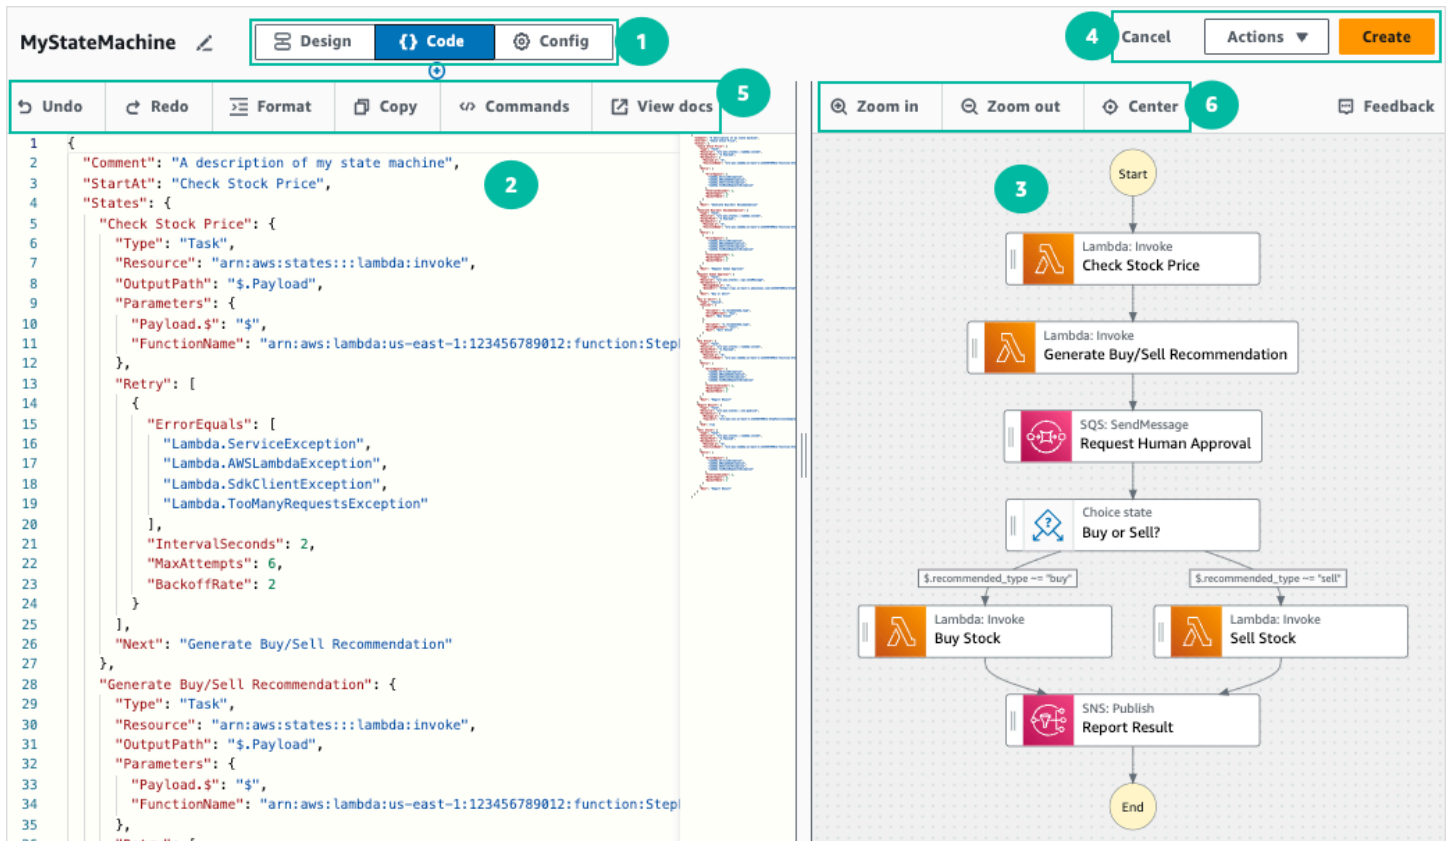 MyStateMachine
Design
{} Code
Config
1
4
Cancel
Actions ▼
Create
Undo
Redo
Format
Copy
Commands
View docs
5
Zoom in
Zoom out
Center
6
Feedback
1 {
2 "Comment": "A description of my state machine",
3 "StartAt": "Check Stock Price",
4 "States": {
5 "Check Stock Price": {
6 "Type": "Task",
7 "Resource": "arn:aws:states:::lambda:invoke",
8 "OutputPath": "$.Payload",
9 "Parameters": {
10 "Payload.$": "$",
11 "FunctionName": "arn:aws:lambda:us-east-1:123456789012:function:Step
12 },
13 "Retry": [
14 {
15 "ErrorEquals": [
16 "Lambda.ServiceException",
17 "Lambda.AWSLambdaException",
18 "Lambda.SdkClientException",
19 "Lambda.TooManyRequestsException"
20 ],
21 "IntervalSeconds": 2,
22 "MaxAttempts": 6,
23 "BackoffRate": 2
24 }
25 ],
26 "Next": "Generate Buy/Sell Recommendation"
27 },
28 "Generate Buy/Sell Recommendation": {
29 "Type": "Task",
30 "Resource": "arn:aws:states:::lambda:invoke",
31 "OutputPath": "$.Payload",
32 "Parameters": {
33 "Payload.$": "$",
34 "FunctionName": "arn:aws:lambda:us-east-1:123456789012:function:Step
35 },
2
3
Start
Lambda: Invoke
Check Stock Price
Lambda: Invoke
Generate Buy/Sell Recommendation
SQS: SendMessage
Request Human Approval
Choice state
Buy or Sell?
$.recommended_type == "buy"
$.recommended_type == "sell"
Lambda: Invoke
Buy Stock
Lambda: Invoke
Sell Stock
SNS: Publish
Report Result
End